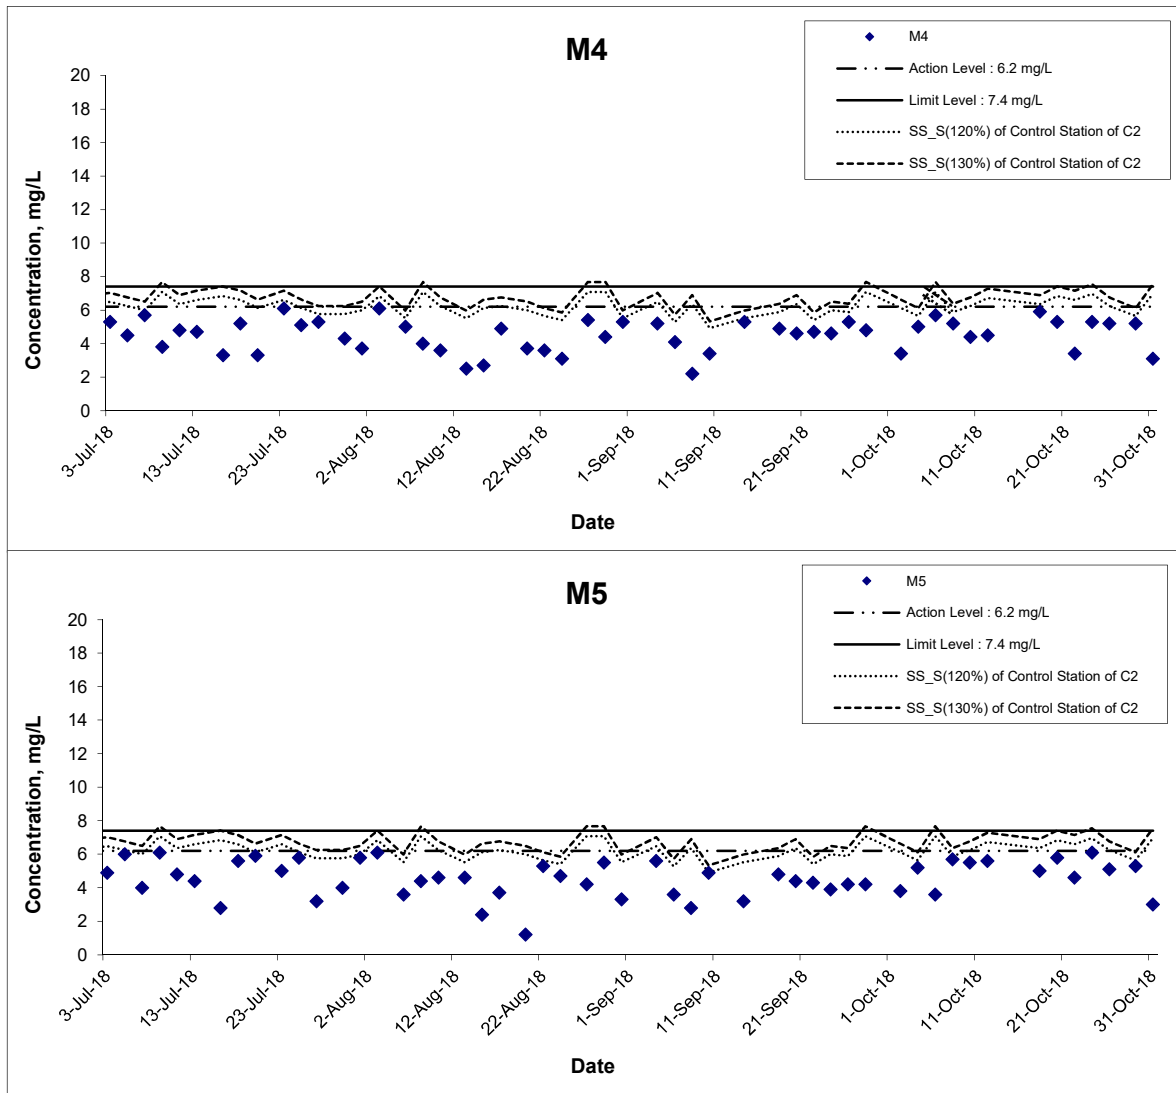 M4
M4
Action Level : 6.2 mg/L
Limit Level : 7.4 mg/L
SS_S(120%) of Control Station of C2
SS_S(130%) of Control Station of C2
Concentration, mg/L
20
18
16
14
12
10
8
6
4
2
0
3-Jul-18
13-Jul-18
23-Jul-18
2-Aug-18
12-Aug-18
22-Aug-18
1-Sep-18
11-Sep-18
21-Sep-18
1-Oct-18
11-Oct-18
21-Oct-18
31-Oct-18
Date
M5
M5
Action Level : 6.2 mg/L
Limit Level : 7.4 mg/L
SS_S(120%) of Control Station of C2
SS_S(130%) of Control Station of C2
Concentration, mg/L
20
18
16
14
12
10
8
6
4
2
0
3-Jul-18
13-Jul-18
23-Jul-18
2-Aug-18
12-Aug-18
22-Aug-18
1-Sep-18
11-Sep-18
21-Sep-18
1-Oct-18
11-Oct-18
21-Oct-18
31-Oct-18
Date